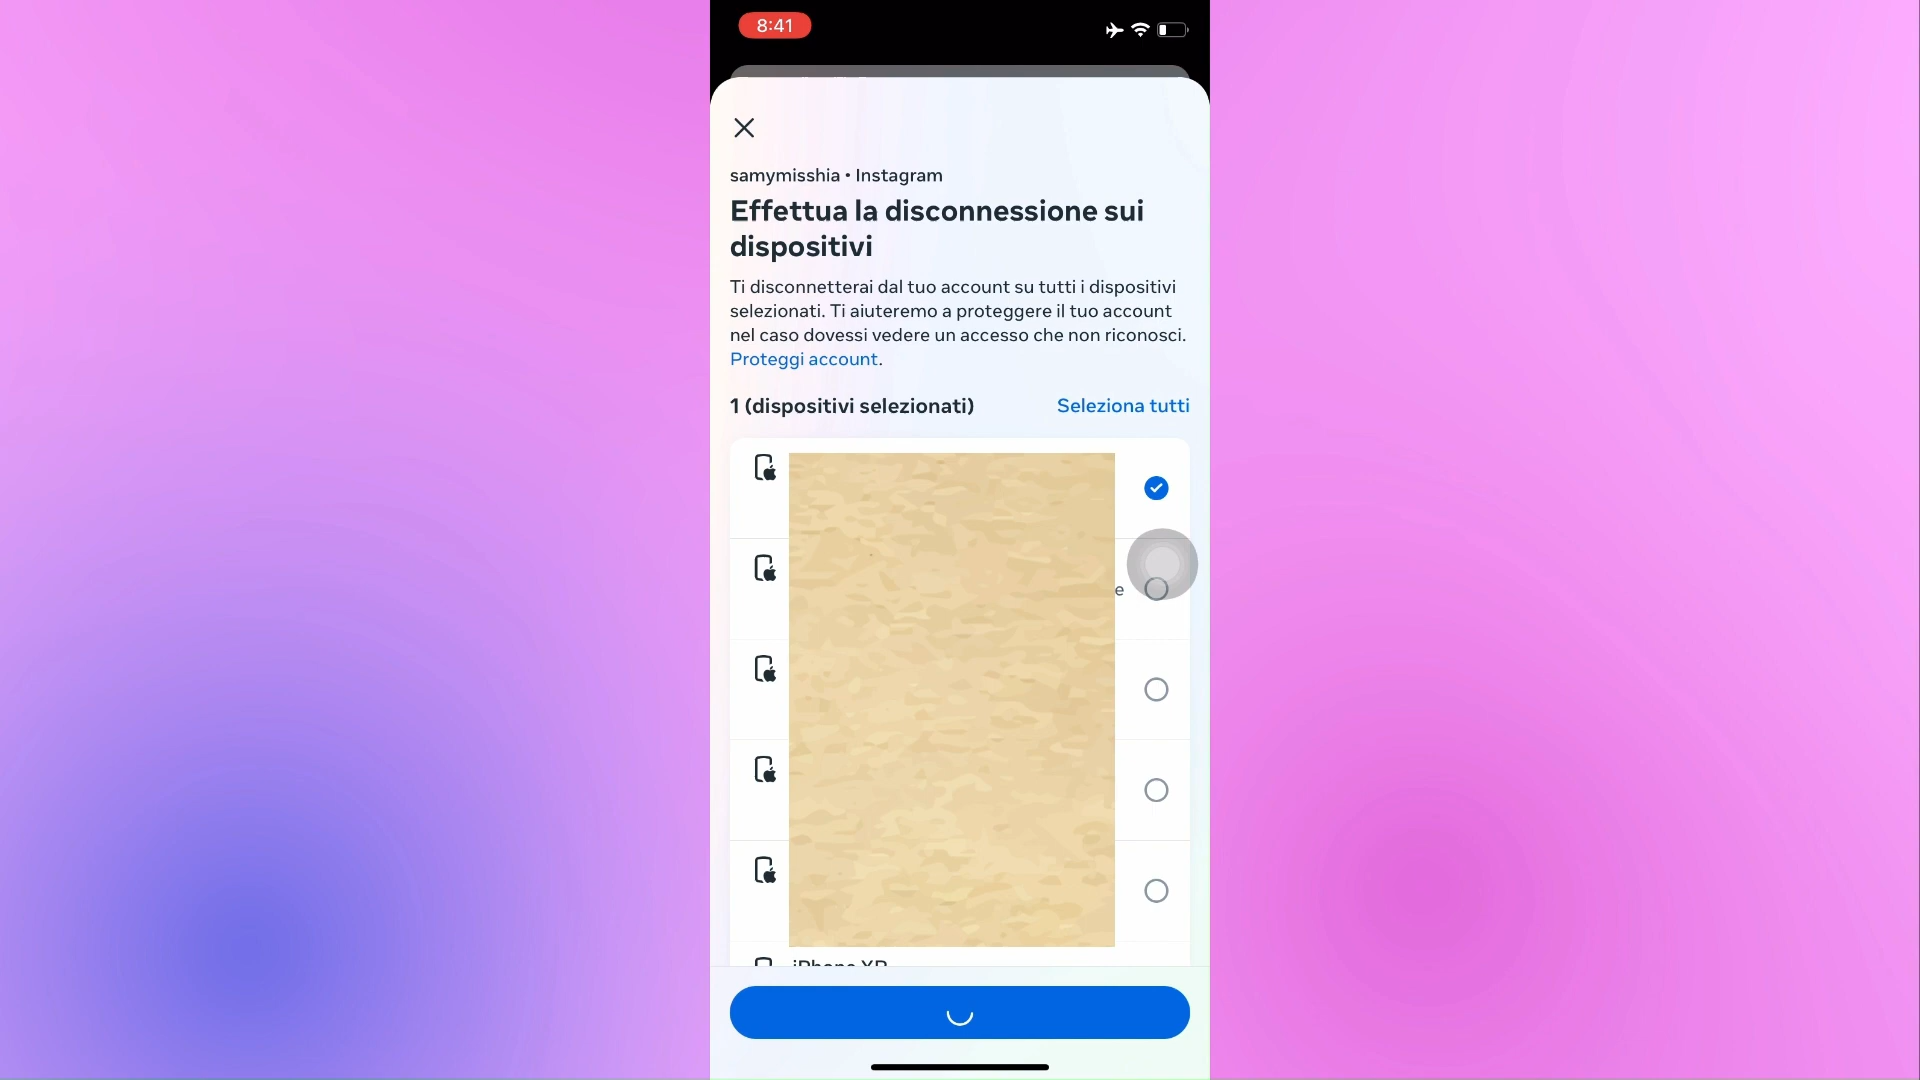 8:41
samymisshia • Instagram
Effettua la disconnessione sui
dispositivi
Ti disconnetterai dal tuo account su tutti i dispositivi
selezionati. Ti aiuteremo a proteggere il tuo account
nel caso dovessi vedere un accesso che non riconosci.
Proteggi account.
1 (dispositivi selezionati)
Seleziona tutti
e
iPhone XR